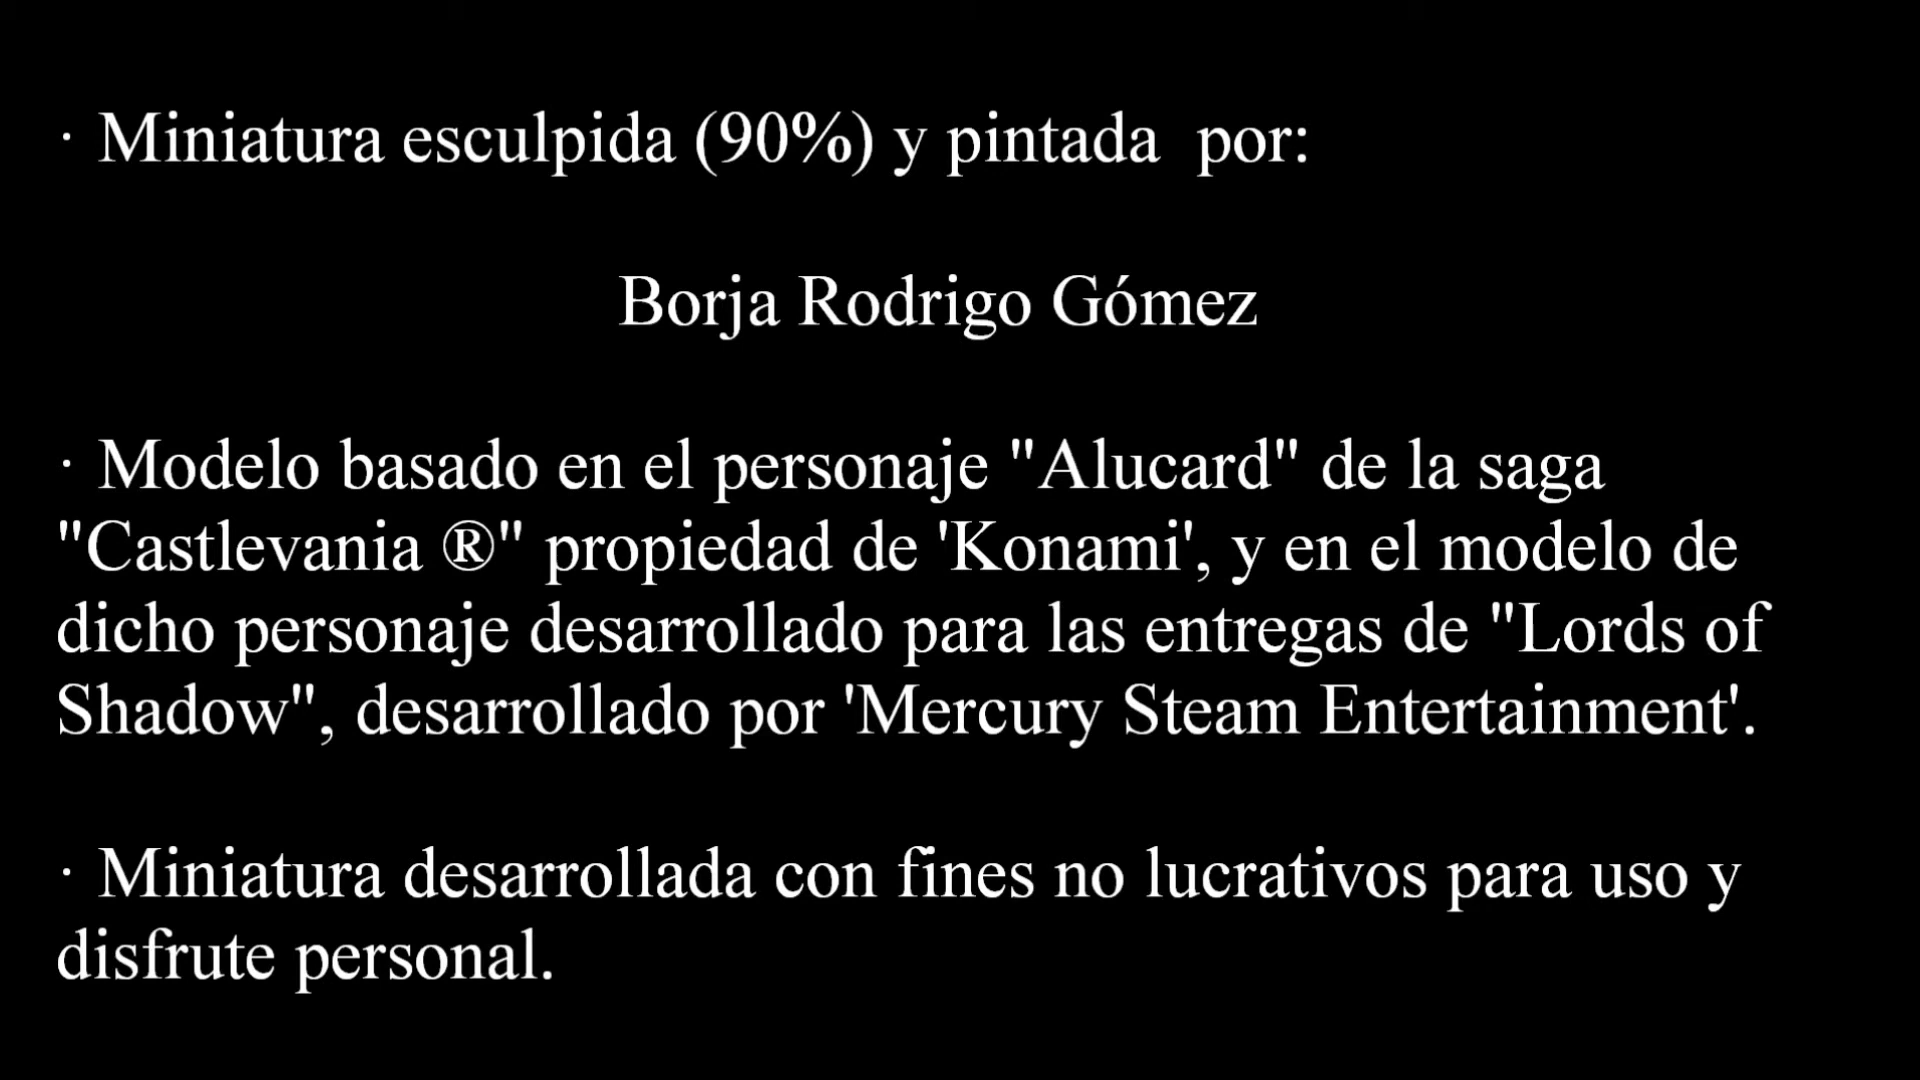 · Miniatura esculpida (90%) y pintada  por:
Borja Rodrigo Gómez
· Modelo basado en el personaje "Alucard" de la saga
"Castlevania ®" propiedad de 'Konami', y en el modelo de
dicho personaje desarrollado para las entregas de "Lords of
Shadow", desarrollado por 'Mercury Steam Entertainment'.
· Miniatura desarrollada con fines no lucrativos para uso y
disfrute personal.